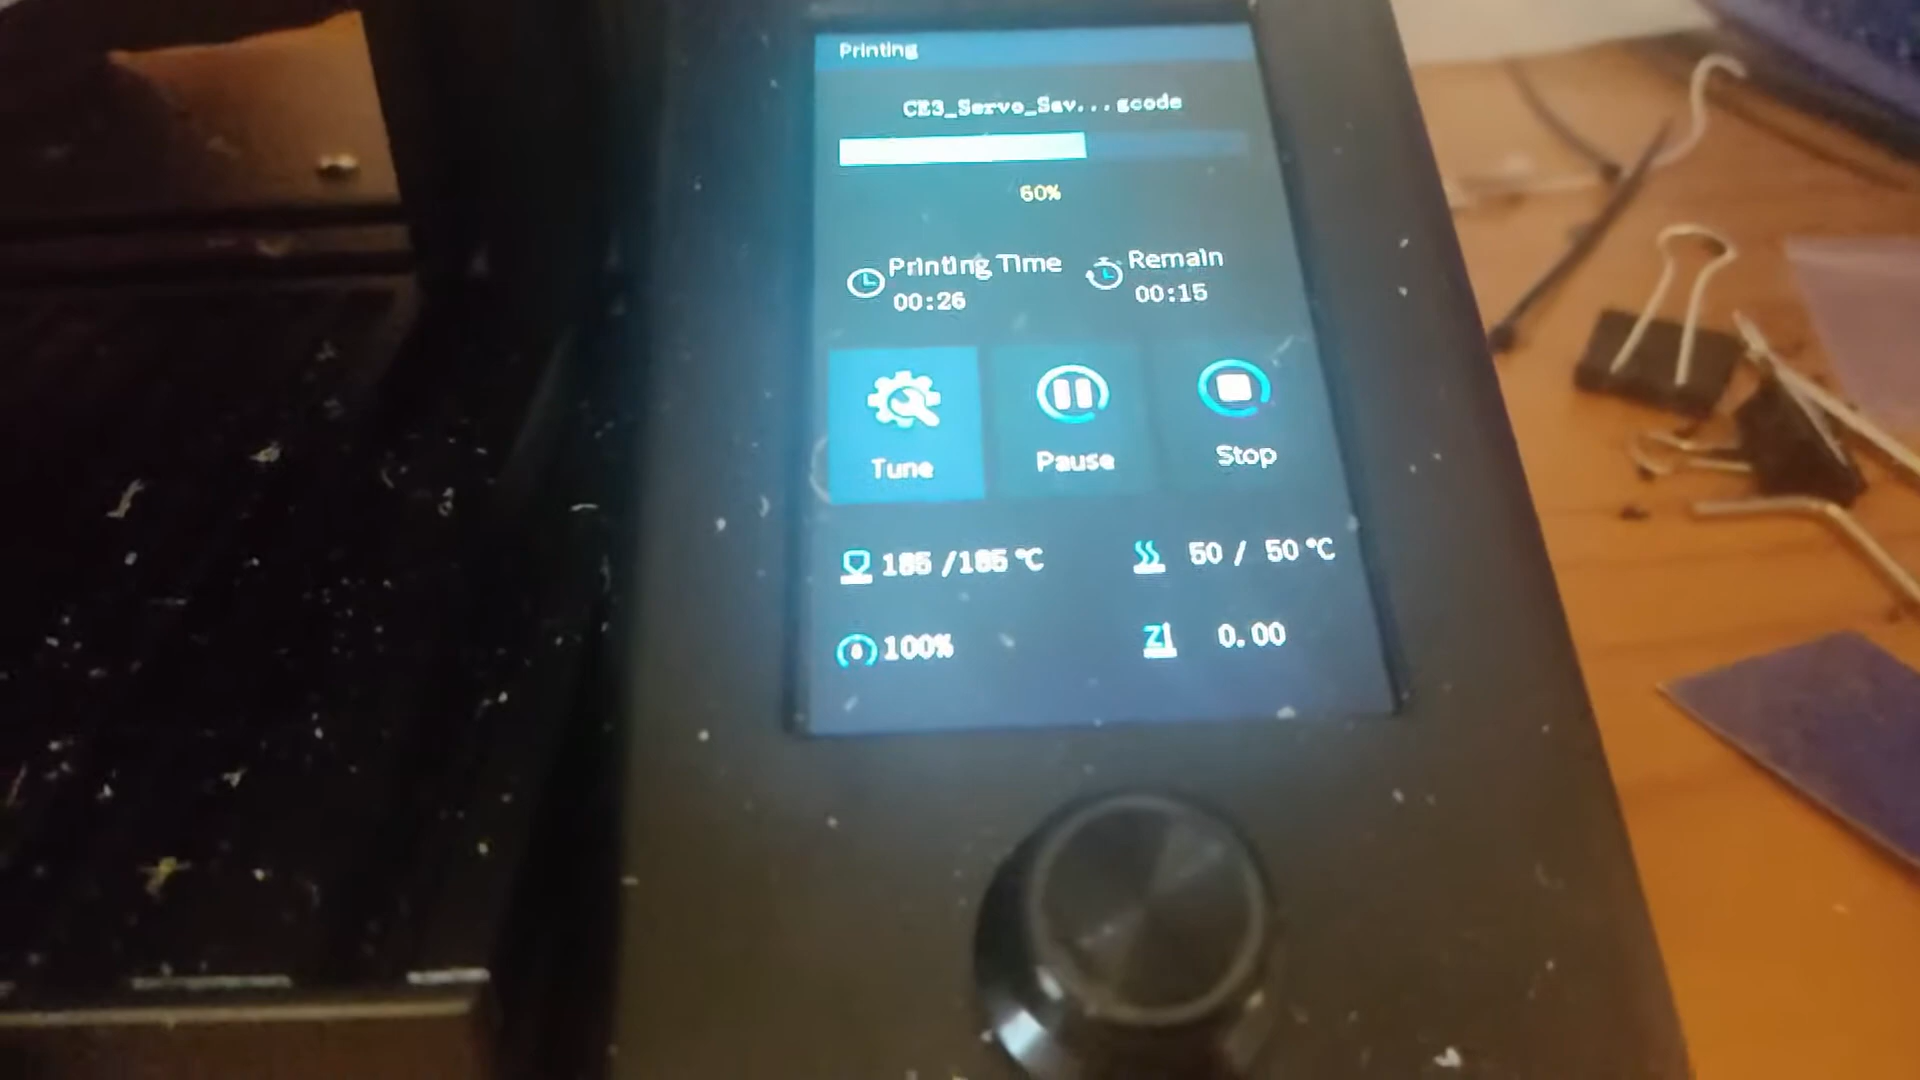 Printing
CE3_Servo_Sav...gcode
60%
Printing Time
00:26
Remain
00:15
Tune
Pause
Stop
185 /185 °C
50 / 50 °C
100%
0.00